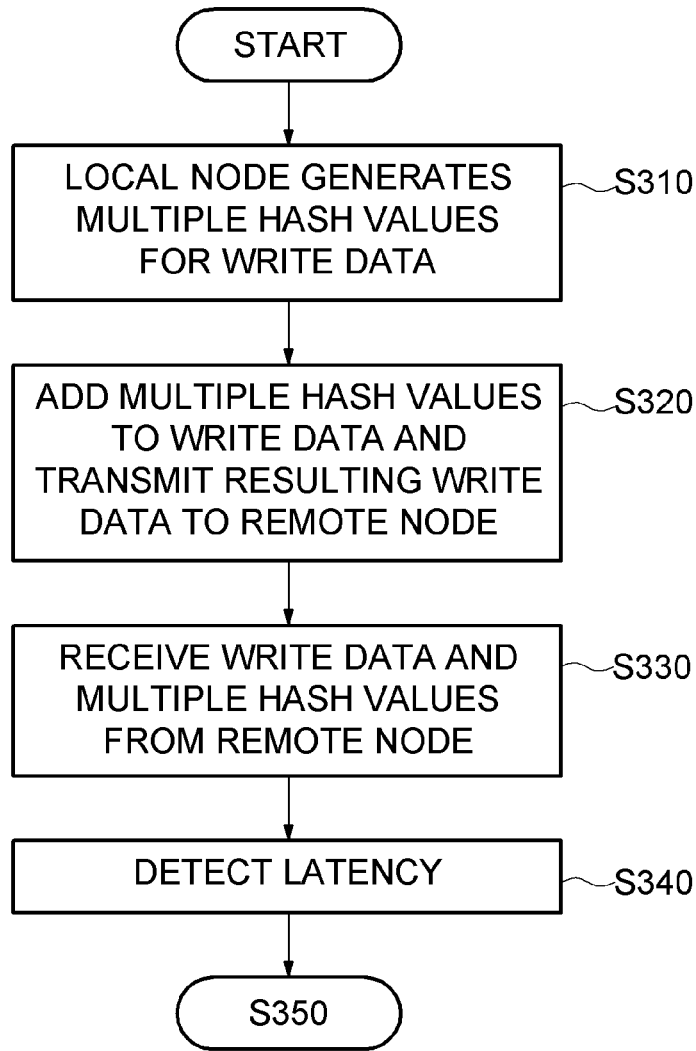 START
LOCAL NODE GENERATES
MULTIPLE HASH VALUES
FOR WRITE DATA
S310
ADD MULTIPLE HASH VALUES
TO WRITE DATA AND
TRANSMIT RESULTING WRITE
DATA TO REMOTE NODE
S320
RECEIVE WRITE DATA AND
MULTIPLE HASH VALUES
FROM REMOTE NODE
S330
DETECT LATENCY
S340
S350